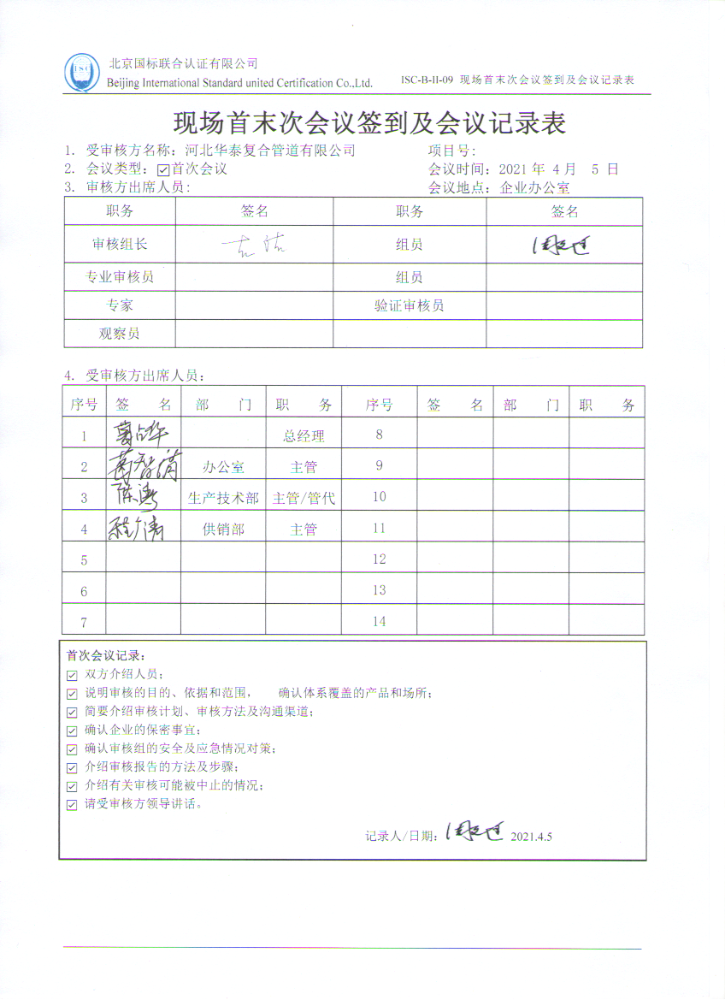 ISC
北京国标联合认证有限公司
Beijing International Standard united Certification Co.,Ltd. ISC-B-II-09 现场首末次会议签到及会议记录表
现场首末次会议签到及会议记录表
1. 受审核方名称：河北华泰复合管道有限公司 项目号:
2. 会议类型：☑首次会议 会议时间：2021 年 4 月 5 日
3. 审核方出席人员: 会议地点：企业办公室
职务 签名 职务 签名
审核组长 组员
专业审核员 组员
专家 验证审核员
观察员
4. 受审核方出席人员：
序号 签 名 部 门 职 务 序号 签 名 部 门 职 务
1 总经理 8
2 办公室 主管 9
3 陈涛 生产技术部 主管/管代 10
4 供销部 主管 11
5 12
6 13
7 14
首次会议记录：
☑ 双方介绍人员；
☑ 说明审核的目的、依据和范围， 确认体系覆盖的产品和场所；
☑ 简要介绍审核计划、审核方法及沟通渠道；
☑ 确认企业的保密事宜；
☑ 确认审核组的安全及应急情况对策；
☑ 介绍审核报告的方法及步骤；
☑ 介绍有关审核可能被中止的情况；
☑ 请受审核方领导讲话。
记录人/日期： 2021.4.5